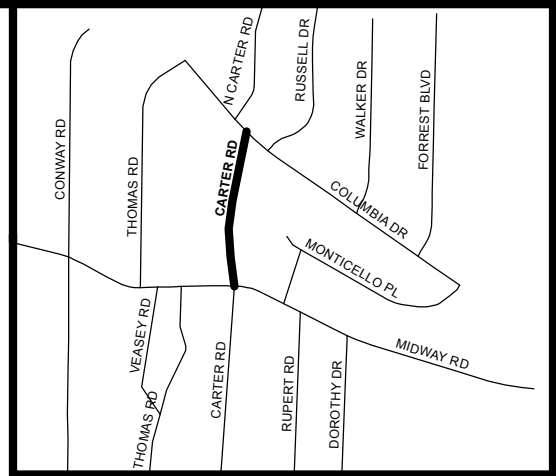 N CARTER RD
RUSSELL DR
WALKER DR
FORREST BLVD
CONWAY RD
THOMAS RD
CARTER RD
COLUMBIA DR
MONTICELLO PL
VEASEY RD
THOMAS RD
CARTER RD
RUPERT RD
DOROTHY DR
MIDWAY RD